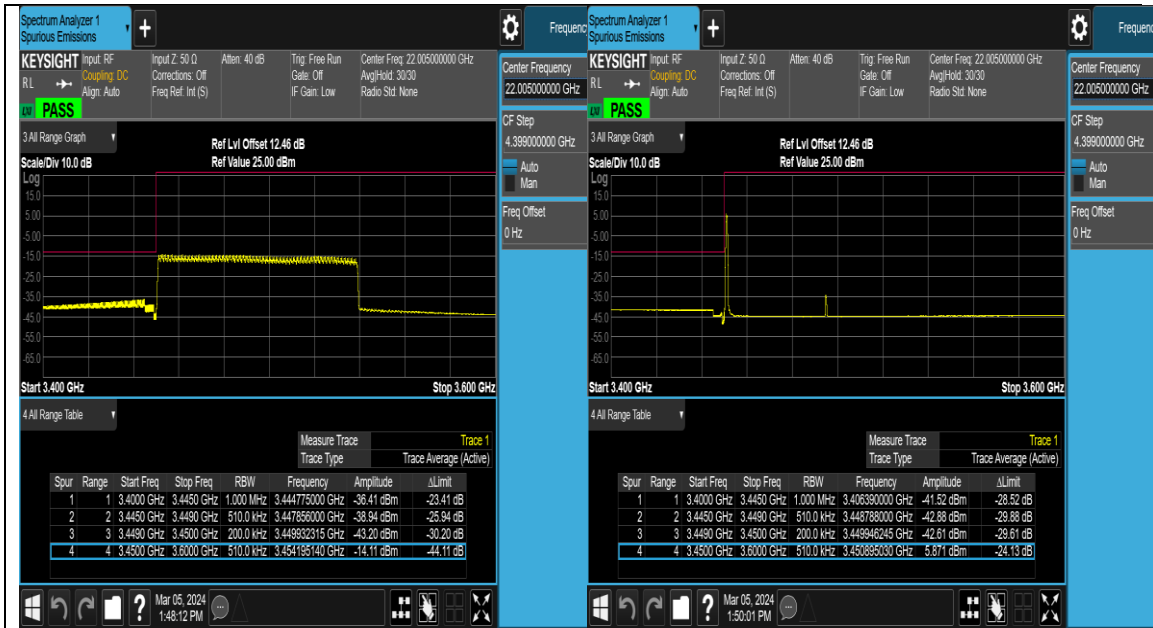 Spectrum Analyzer 1
Spurious Emissions
+
Frequenc
KEYSIGHT
RL
LXI PASS
Input: RF
Coupling: DC
Align: Auto
Input Z: 50 Ω
Corrections: Off
Freq Ref: Int (S)
Atten: 40 dB
Trig: Free Run
Gate: Off
IF Gain: Low
Center Freq: 22.005000000 GHz
Avg|Hold: 30/30
Radio Std: None
Center Frequency
22.005000000 GHz
CF Step
4.399000000 GHz
Auto
Man
Freq Offset
0 Hz
3 All Range Graph
Ref Lvl Offset 12.46 dB
Scale/Div 10.0 dB
Ref Value 25.00 dBm
Log
15.0
5.00
-5.00
-15.0
-25.0
-35.0
-45.0
-55.0
-65.0
Start 3.400 GHz
Stop 3.600 GHz
4 All Range Table
Measure Trace Trace 1
Trace Type Trace Average (Active)
Spur Range Start Freq Stop Freq RBW Frequency Amplitude ΔLimit
1 1 3.4000 GHz 3.4450 GHz 1.000 MHz 3.444775000 GHz -36.41 dBm -23.41 dB
2 2 3.4450 GHz 3.4490 GHz 510.0 kHz 3.447856000 GHz -38.94 dBm -25.94 dB
3 3 3.4490 GHz 3.4500 GHz 200.0 kHz 3.449932315 GHz -43.20 dBm -30.20 dB
4 4 3.4500 GHz 3.6000 GHz 510.0 kHz 3.454195140 GHz -14.11 dBm -44.11 dB
?
Mar 05, 2024
1:48:12 PM
Spectrum Analyzer 1
Spurious Emissions
+
Frequenc
KEYSIGHT
RL
LXI PASS
Input: RF
Coupling: DC
Align: Auto
Input Z: 50 Ω
Corrections: Off
Freq Ref: Int (S)
Atten: 40 dB
Trig: Free Run
Gate: Off
IF Gain: Low
Center Freq: 22.005000000 GHz
Avg|Hold: 30/30
Radio Std: None
Center Frequency
22.005000000 GHz
CF Step
4.399000000 GHz
Auto
Man
Freq Offset
0 Hz
3 All Range Graph
Ref Lvl Offset 12.46 dB
Scale/Div 10.0 dB
Ref Value 25.00 dBm
Log
15.0
5.00
-5.00
-15.0
-25.0
-35.0
-45.0
-55.0
-65.0
Start 3.400 GHz
Stop 3.600 GHz
4 All Range Table
Measure Trace Trace 1
Trace Type Trace Average (Active)
Spur Range Start Freq Stop Freq RBW Frequency Amplitude ΔLimit
1 1 3.4000 GHz 3.4450 GHz 1.000 MHz 3.406390000 GHz -41.52 dBm -28.52 dB
2 2 3.4450 GHz 3.4490 GHz 510.0 kHz 3.448788000 GHz -42.88 dBm -29.88 dB
3 3 3.4490 GHz 3.4500 GHz 200.0 kHz 3.449946245 GHz -42.61 dBm -29.61 dB
4 4 3.4500 GHz 3.6000 GHz 510.0 kHz 3.450895030 GHz 5.871 dBm -24.13 dB
?
Mar 05, 2024
1:50:01 PM